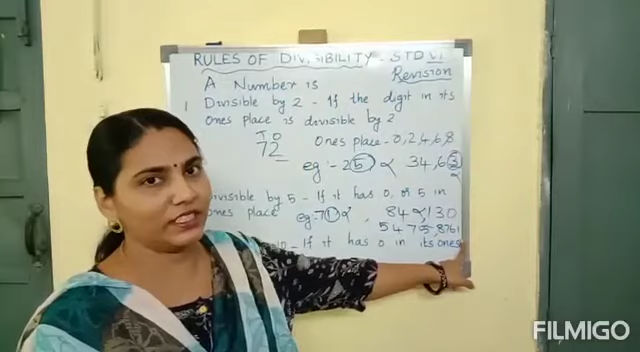 RULES OF DIVISIBILITY - STD VI
Revision
A Number is
1 Divisible by 2 - If the digit in its
ones place is divisible by 2
T O
72 Ones place - 0,2,4,6,8
eg :- 25 34,63
Divisible by 5 - If it has 0, or 5 in
ones place eg:- 71 , 84 , 130
5475, 8761
10 - If it has 0 in its ones
FILMIGO